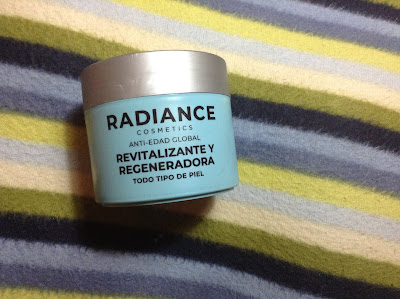 RADIANCE
COSMETICS
ANTI-EDAD GLOBAL
REVITALIZANTE Y
REGENERADORA
TODO TIPO DE PIEL